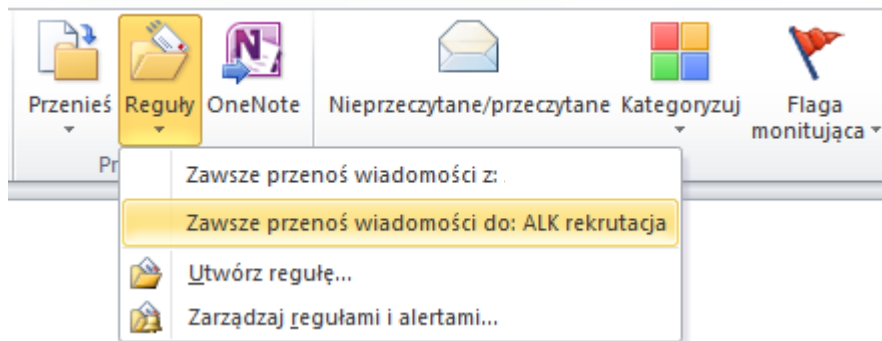 Przenieś Reguły OneNote Nieprzeczytane/przeczytane Kategoryzuj Flaga
monitująca
Pr
Zawsze przenoś wiadomości z:
Zawsze przenoś wiadomości do: ALK rekrutacja
Utwórz regułę...
Zarządzaj regułami i alertami...